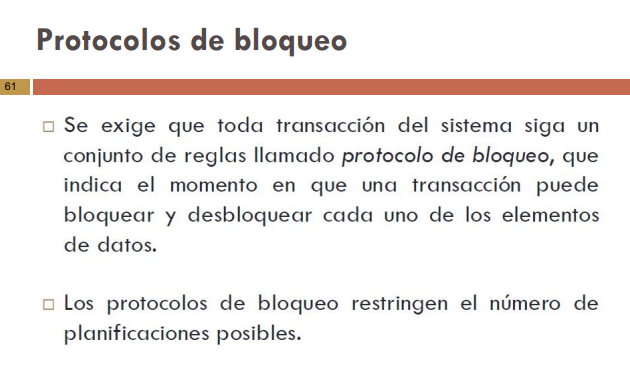 Protocolos de bloqueo
61
Se exige que toda transacción del sistema siga un
conjunto de reglas llamado protocolo de bloqueo, que
indica el momento en que una transacción puede
bloquear y desbloquear cada uno de los elementos
de datos.
Los protocolos de bloqueo restringen el número de
planificaciones posibles.